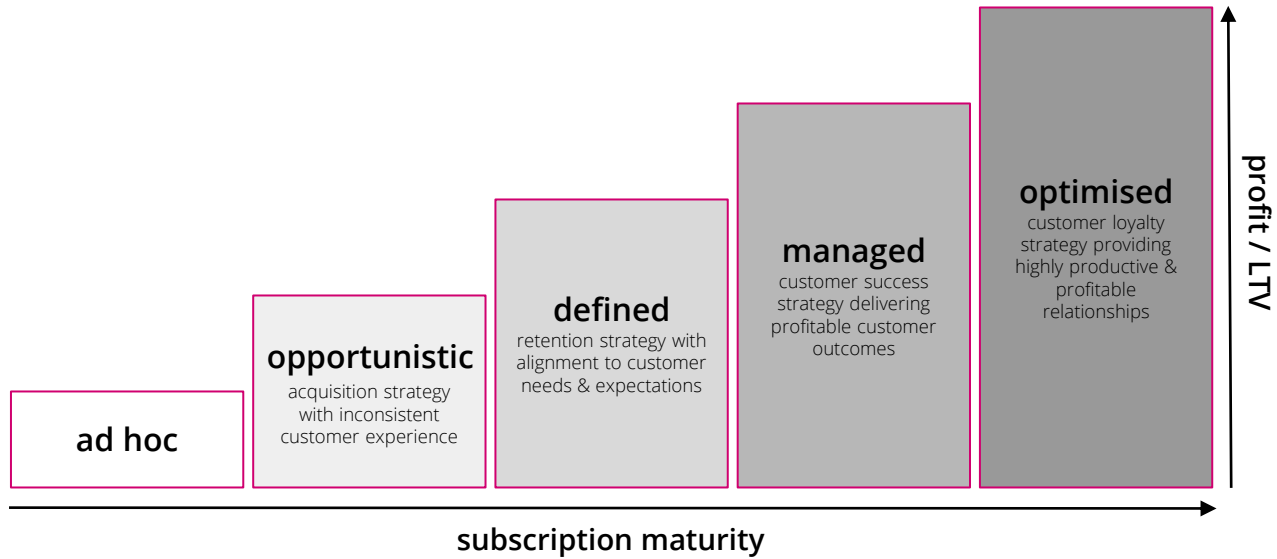 ad hoc
opportunistic
acquisition strategy
with inconsistent
customer experience
defined
retention strategy with
alignment to customer
needs & expectations
managed
customer success
strategy delivering
profitable customer
outcomes
optimised
customer loyalty
strategy providing
highly productive &
profitable
relationships
profit / LTV
subscription maturity